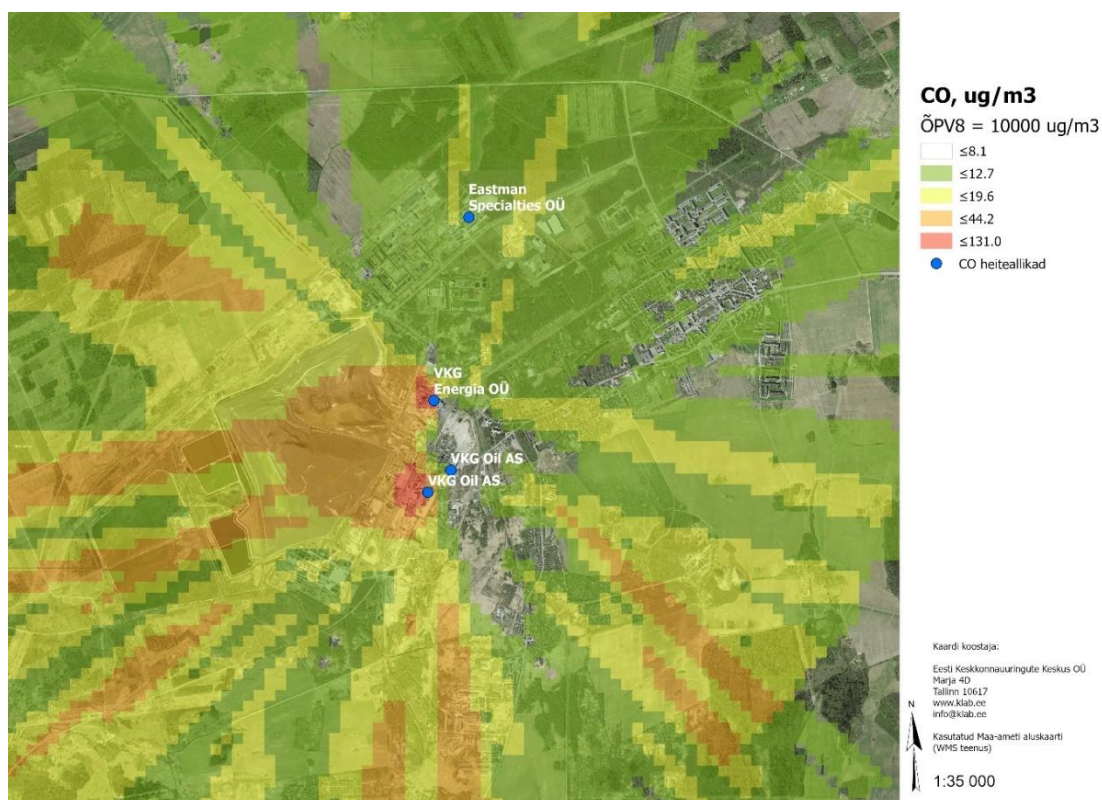 CO, ug/m3
ÕPV8 = 10000 ug/m3
≤8.1
≤12.7
≤19.6
≤44.2
≤131.0
CO heiteallikad
Eastman
Specialties OÜ
VKG
Energia OÜ
VKG Oil AS
VKG Oil AS
Kaardi koostaja:
Eesti Keskkonnauuringute Keskus OÜ
Marja 4D
Tallinn 10617
www.klab.ee
info@klab.ee
Kasutatud Maa-ameti aluskaarti
(WMS teenus)
N
1:35 000